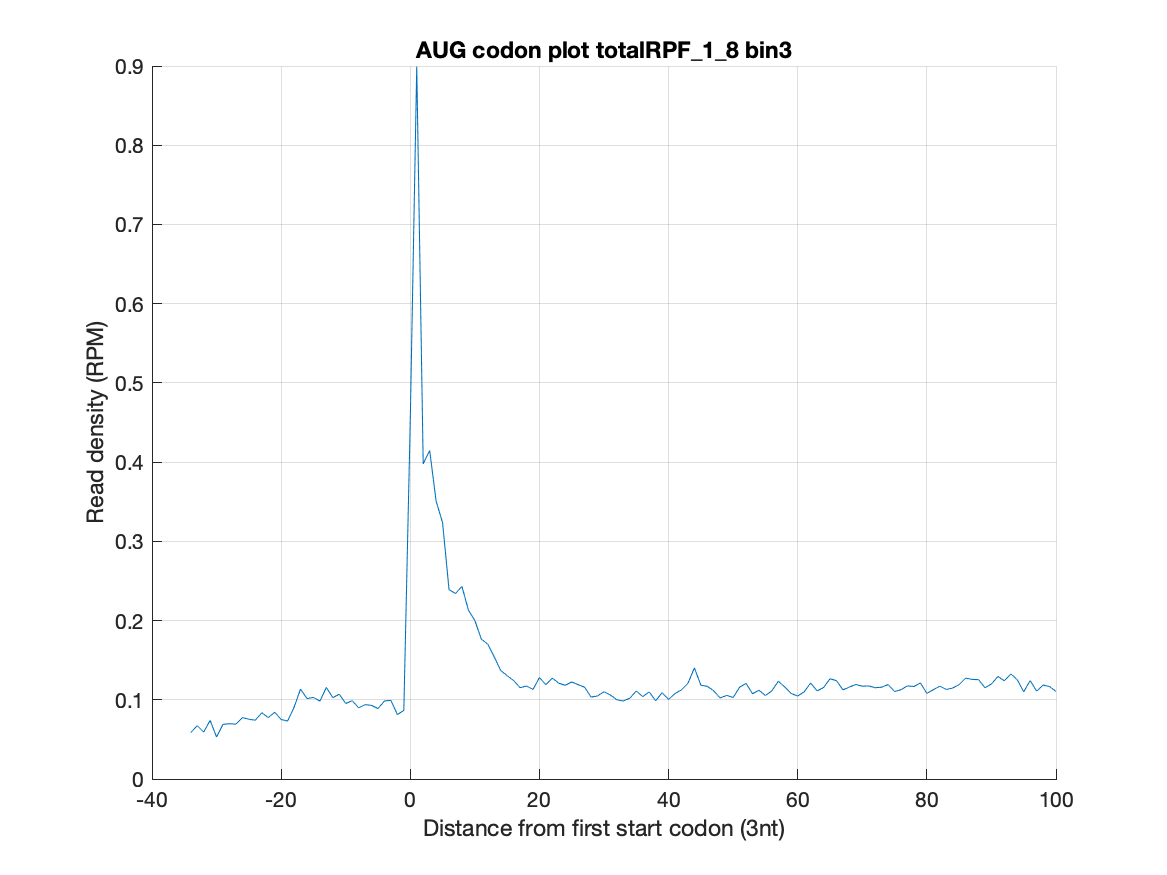 AUG codon plot totalRPF_1_8 bin3
0.9
0.8
0.7
0.6
0.5
0.4
0.3
0.2
0.1
0
Read density (RPM)
-40 -20 0 20 40 60 80 100
Distance from first start codon (3nt)